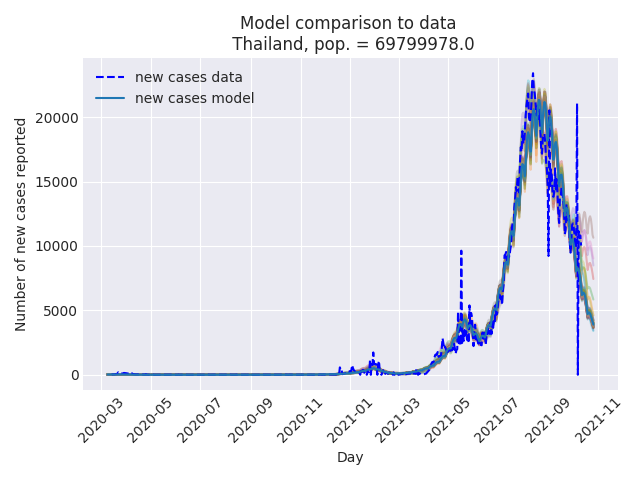 Model comparison to data
Thailand, pop. = 69799978.0
new cases data
new cases model
Number of new cases reported
20000
15000
10000
5000
0
2020-03
2020-05
2020-07
2020-09
2020-11
2021-01
2021-03
2021-05
2021-07
2021-09
2021-11
Day